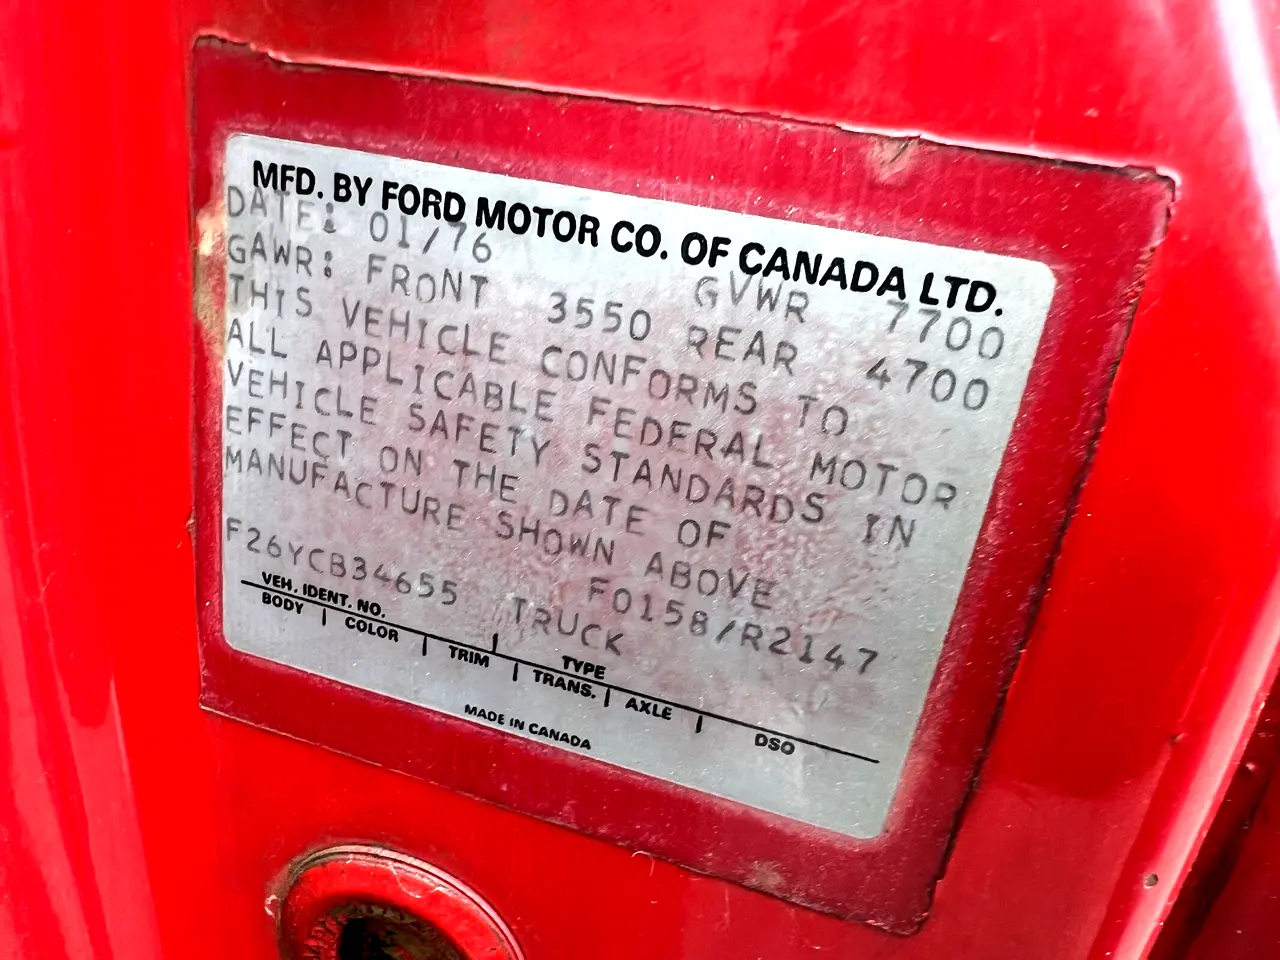 MFD. BY FORD MOTOR CO. OF CANADA LTD.
DATE: 01/76 GVWR 7700
GAWR: FRONT 3550 REAR 4700
THIS VEHICLE CONFORMS TO
ALL APPLICABLE FEDERAL MOTOR
VEHICLE SAFETY STANDARDS IN
EFFECT ON THE DATE OF
MANUFACTURE SHOWN ABOVE
F0158/R2147
F26YCB34655 TRUCK
VEH. IDENT. NO. TYPE
BODY COLOR TRIM TRANS. AXLE DSO
MADE IN CANADA